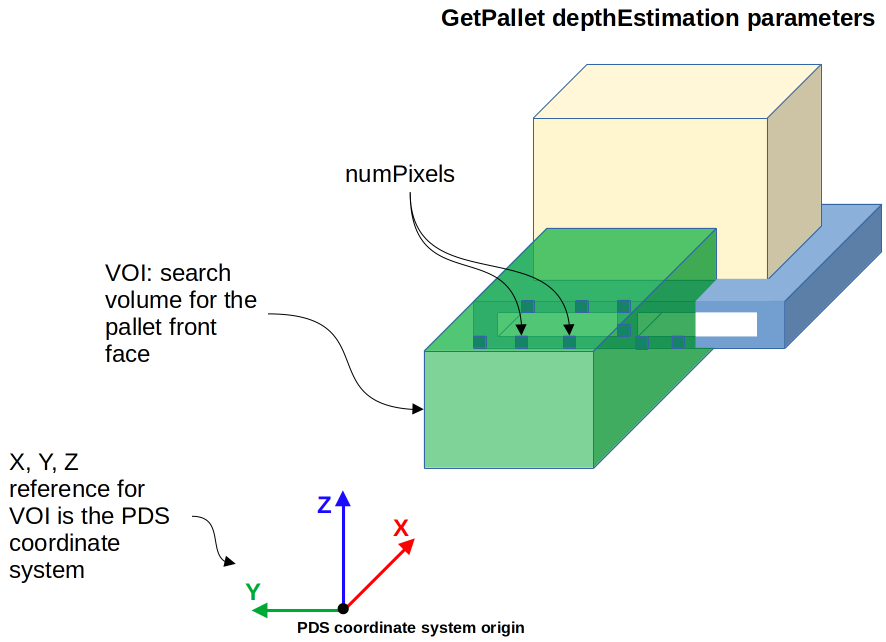 GetPallet depthEstimation parameters
numPixels
VOI: search
volume for the
pallet front
face
X, Y, Z
reference for
VOI is the PDS
coordinate
system
Z
X
Y
PDS coordinate system origin